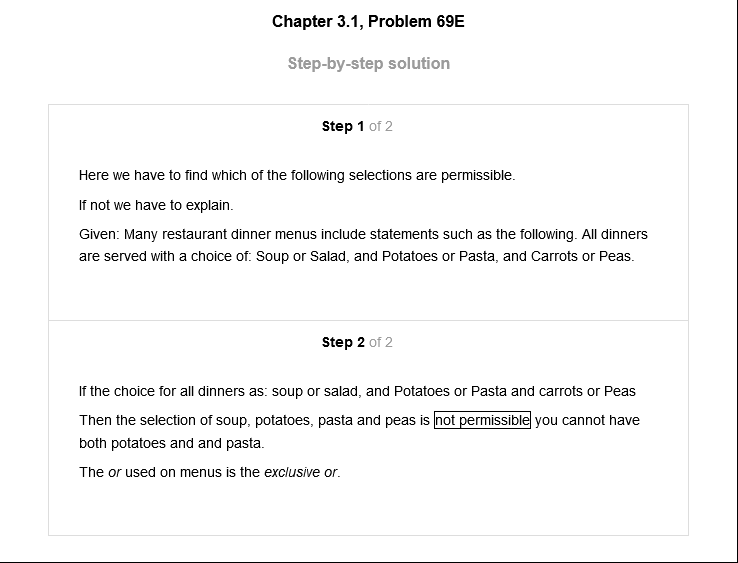 Chapter 3.1, Problem 69E
Step-by-step solution
Step 1 of 2
Here we have to find which of the following selections are permissible.
If not we have to explain.
Given: Many restaurant dinner menus include statements such as the following. All dinners
are served with a choice of: Soup or Salad, and Potatoes or Pasta, and Carrots or Peas.
Step 2 of 2
If the choice for all dinners as: soup or salad, and Potatoes or Pasta and carrots or Peas
Then the selection of soup, potatoes, pasta and peas is not permissible you cannot have
both potatoes and and pasta.
The or used on menus is the exclusive or.